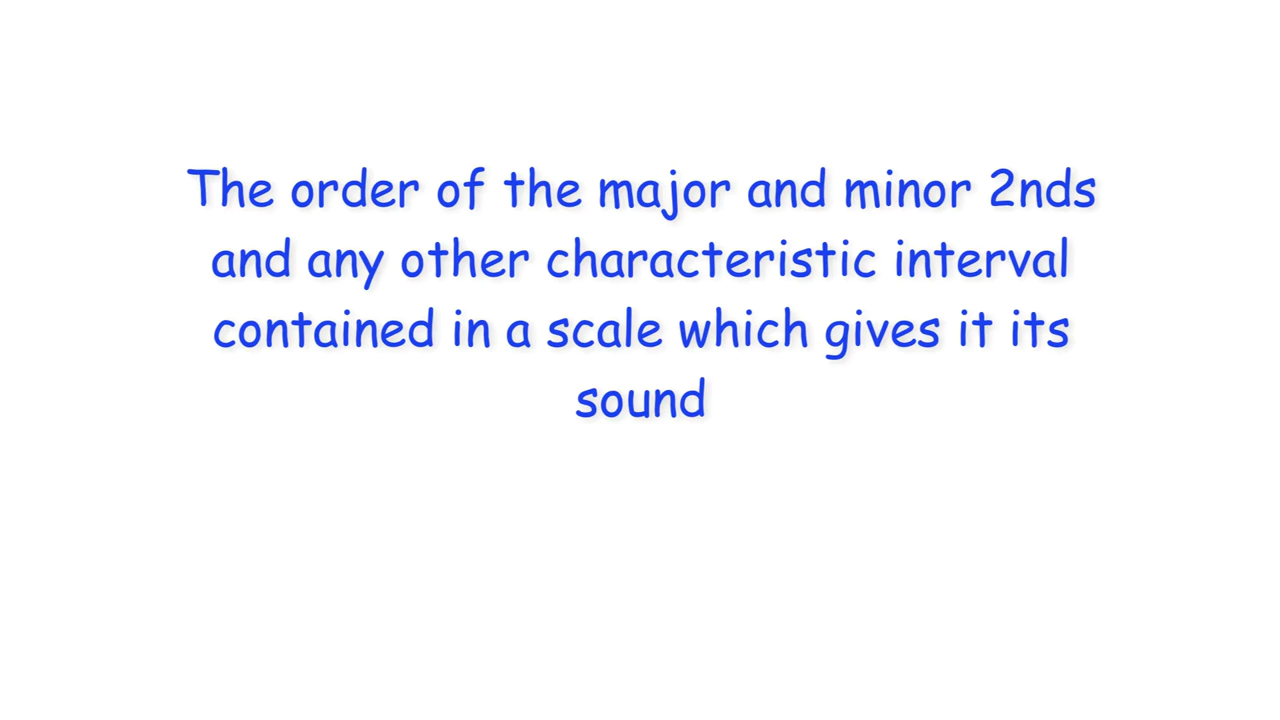 The order of the major and minor 2nds
and any other characteristic interval
contained in a scale which gives it its
sound